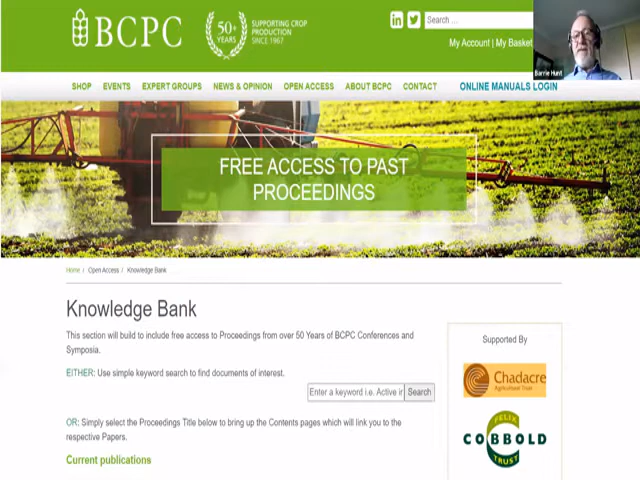 BCPC
50+
YEARS
SUPPORTING CROP
PRODUCTION
SINCE 1967
Search ...
My Account | My Basket
Barrie Hunt
SHOP EVENTS EXPERT GROUPS NEWS & OPINION OPEN ACCESS ABOUT BCPC CONTACT ONLINE MANUALS LOGIN
FREE ACCESS TO PAST
PROCEEDINGS
Home / Open Access / Knowledge Bank
Knowledge Bank
This section will build to include free access to Proceedings from over 50 Years of BCPC Conferences and
Symposia.
EITHER: Use simple keyword search to find documents of interest.
Enter a keyword i.e. Active ir Search
OR: Simply select the Proceedings Title below to bring up the Contents pages which will link you to the
respective Papers.
Current publications
Supported By
Chadacre
Agricultural Trust
FELIX
COBBOLD
TRUST